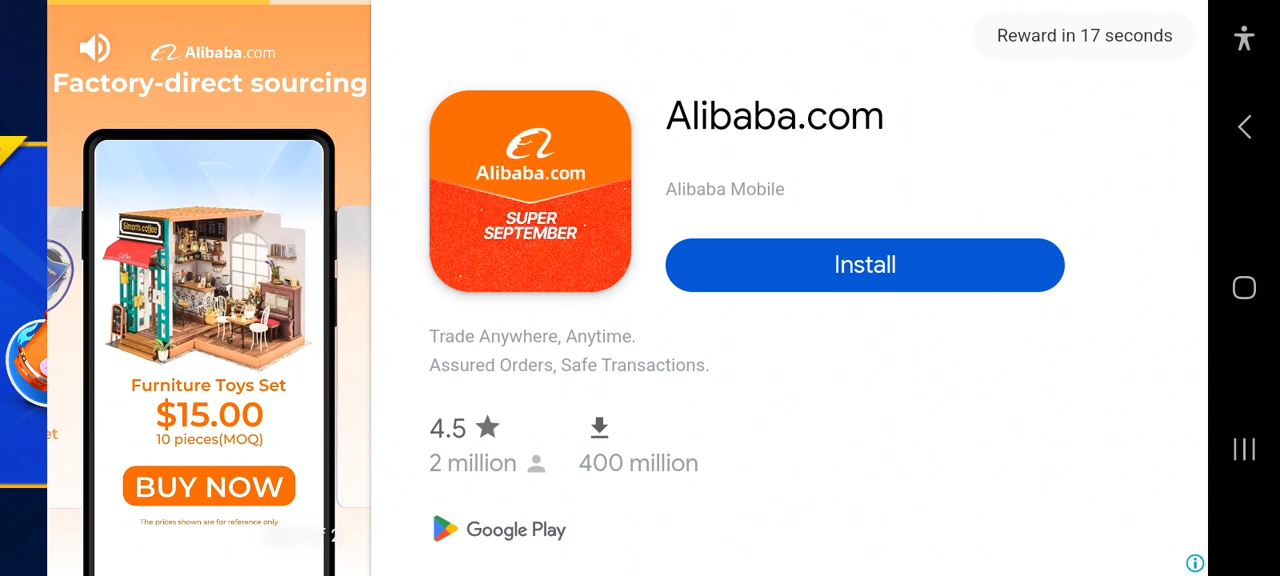 Alibaba.com
Factory-direct sourcing
Simon's coffee
Furniture Toys Set
$15.00
10 pieces(MOQ)
BUY NOW
The prices shown are for reference only
Reward in 17 seconds
Alibaba.com
SUPER
SEPTEMBER
Alibaba.com
Alibaba Mobile
Install
Trade Anywhere, Anytime.
Assured Orders, Safe Transactions.
4.5
2 million
400 million
Google Play